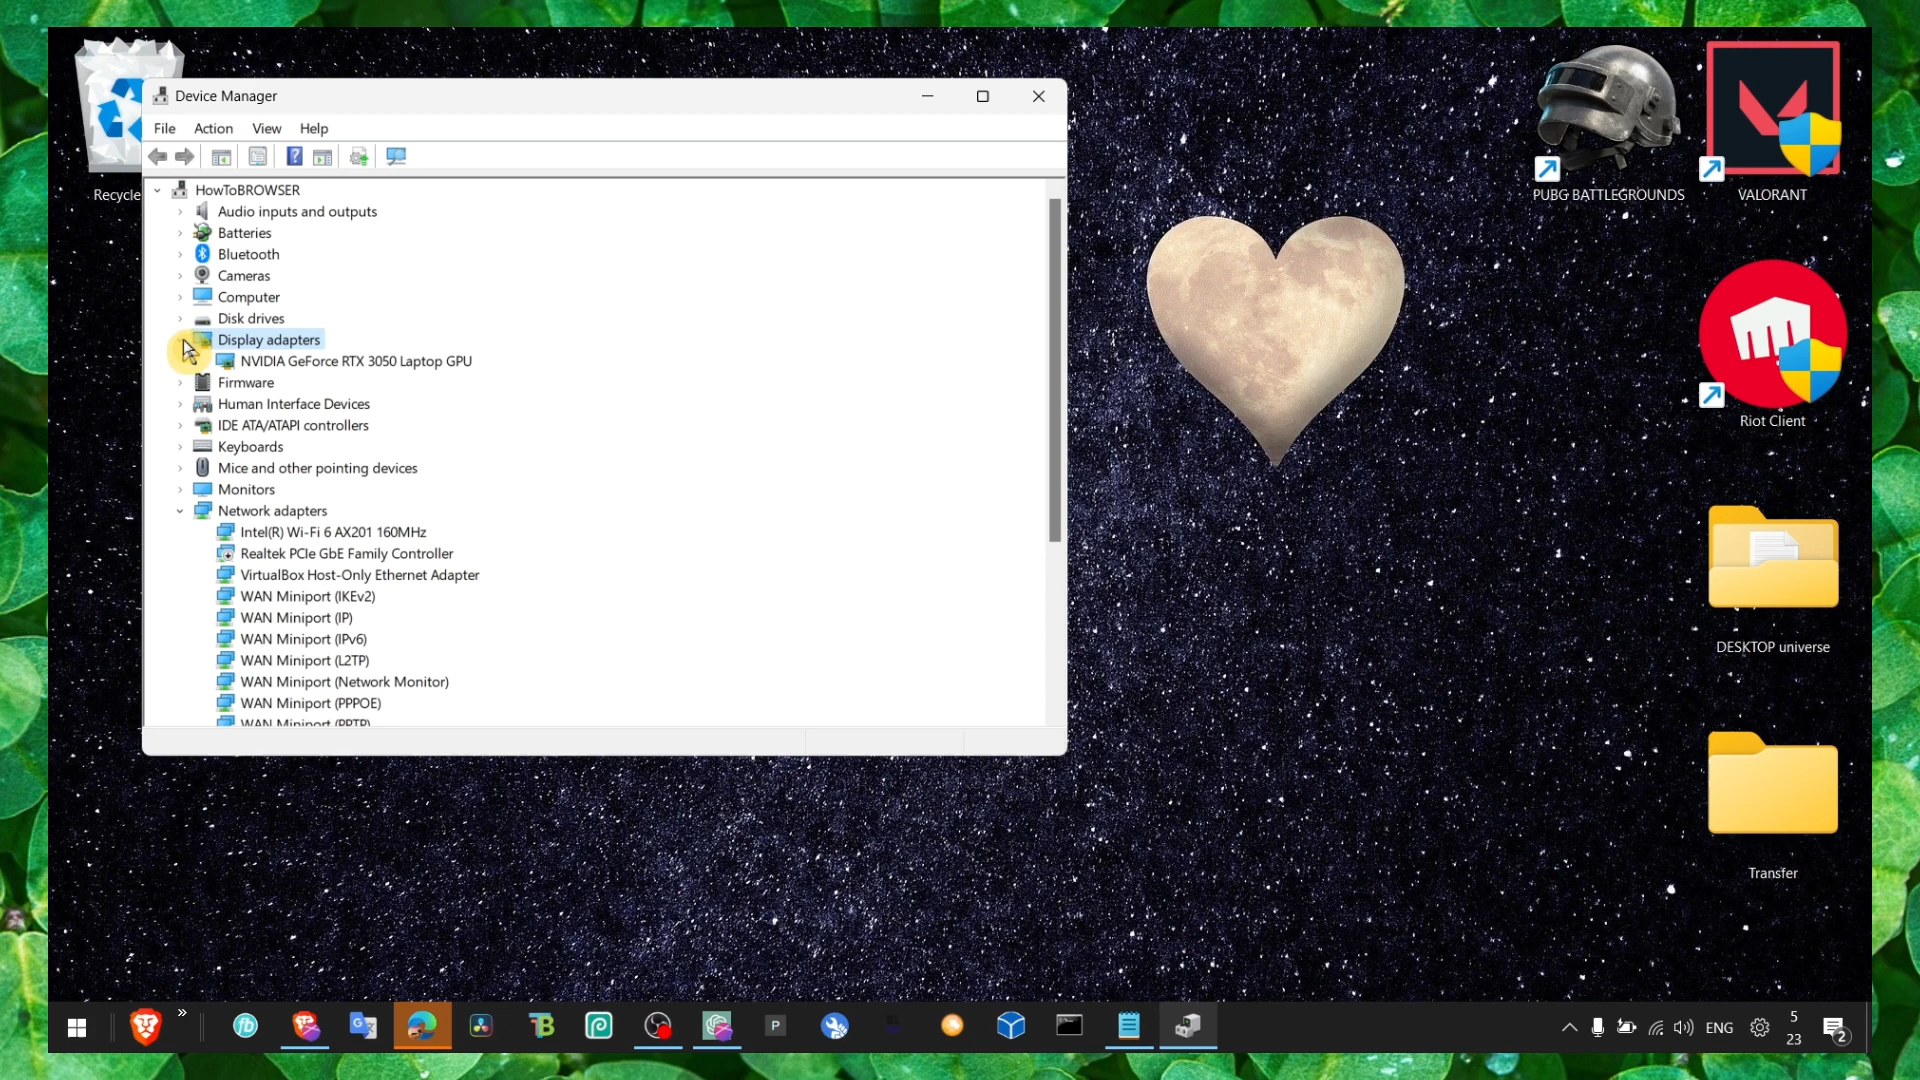 Device Manager
File Action View Help
HowToBROWSER
Audio inputs and outputs
Batteries
Bluetooth
Cameras
Computer
Disk drives
Display adapters
NVIDIA GeForce RTX 3050 Laptop GPU
Firmware
Human Interface Devices
IDE ATA/ATAPI controllers
Keyboards
Mice and other pointing devices
Monitors
Network adapters
Intel(R) Wi-Fi 6 AX201 160MHz
Realtek PCIe GbE Family Controller
VirtualBox Host-Only Ethernet Adapter
WAN Miniport (IKEv2)
WAN Miniport (IP)
WAN Miniport (IPv6)
WAN Miniport (L2TP)
WAN Miniport (Network Monitor)
WAN Miniport (PPPOE)
WAN Miniport (PPTP)
Recycle
PUBG BATTLEGROUNDS
VALORANT
Riot Client
DESKTOP universe
Transfer
ENG
5
23
2